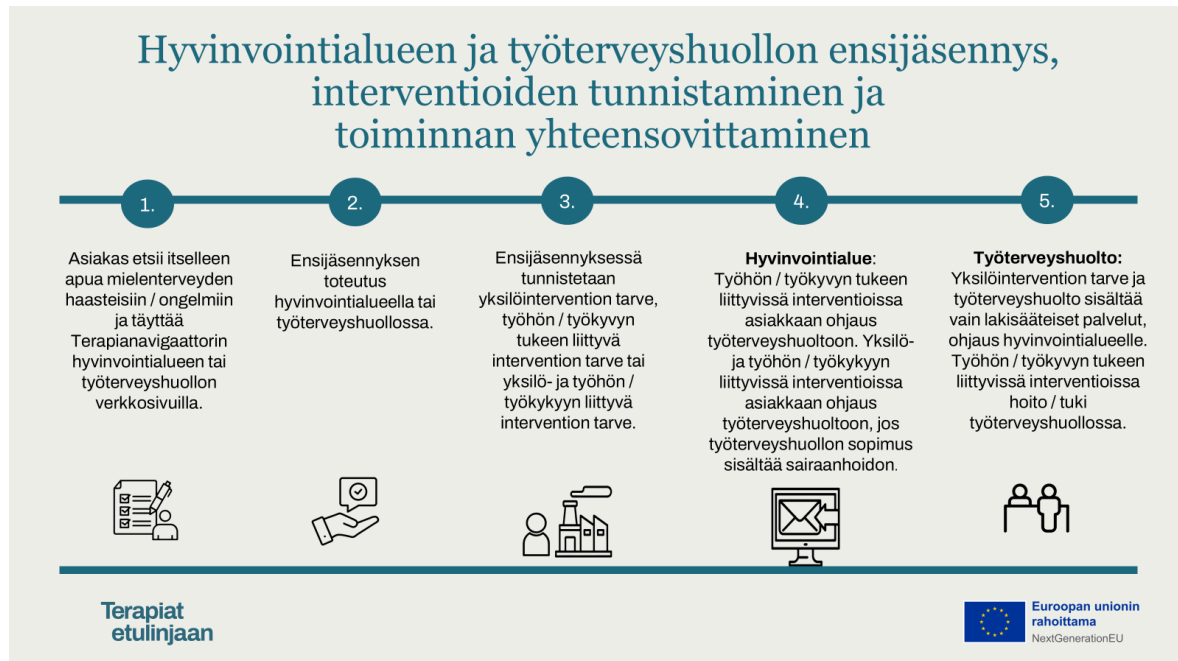 Hyvinvointialueen ja työterveyshuollon ensijäsennys,
interventioiden tunnistaminen ja
toiminnan yhteensovittaminen
1.
Asiakas etsii itselleen
apua mielenterveyden
haasteisiin / ongelmiin
ja täyttää
Terapianavigaattorin
hyvinvointialueen tai
työterveyshuollon
verkkosivuilla.
2.
Ensijäsennyksen
toteutus
hyvinvointialueella tai
työterveyshuollossa.
3.
Ensijäsennyksessä
tunnistetaan
yksilöintervention tarve,
työhön / työkyvyn
tukeen liittyvä
intervention tarve tai
yksilö- ja työhön /
työkykyyn liittyvä
intervention tarve.
4.
Hyvinvointialue:
Työhön / työkyvyn tukeen
liittyvissä interventioissa
asiakkaan ohjaus
työterveyshuoltoon. Yksilö-
ja työhön / työkykyyn
liittyvissä interventioissa
asiakkaan ohjaus
työterveyshuoltoon, jos
työterveyshuollon sopimus
sisältää sairaanhoidon.
5.
Työterveyshuolto:
Yksilöintervention tarve ja
työterveyshuolto sisältää
vain lakisääteiset palvelut,
ohjaus hyvinvointialueelle.
Työhön / työkyvyn tukeen
liittyvissä interventioissa
hoito / tuki
työterveyshuollossa.
Terapiat
etulinjaan
Euroopan unionin
rahoittama
NextGenerationEU